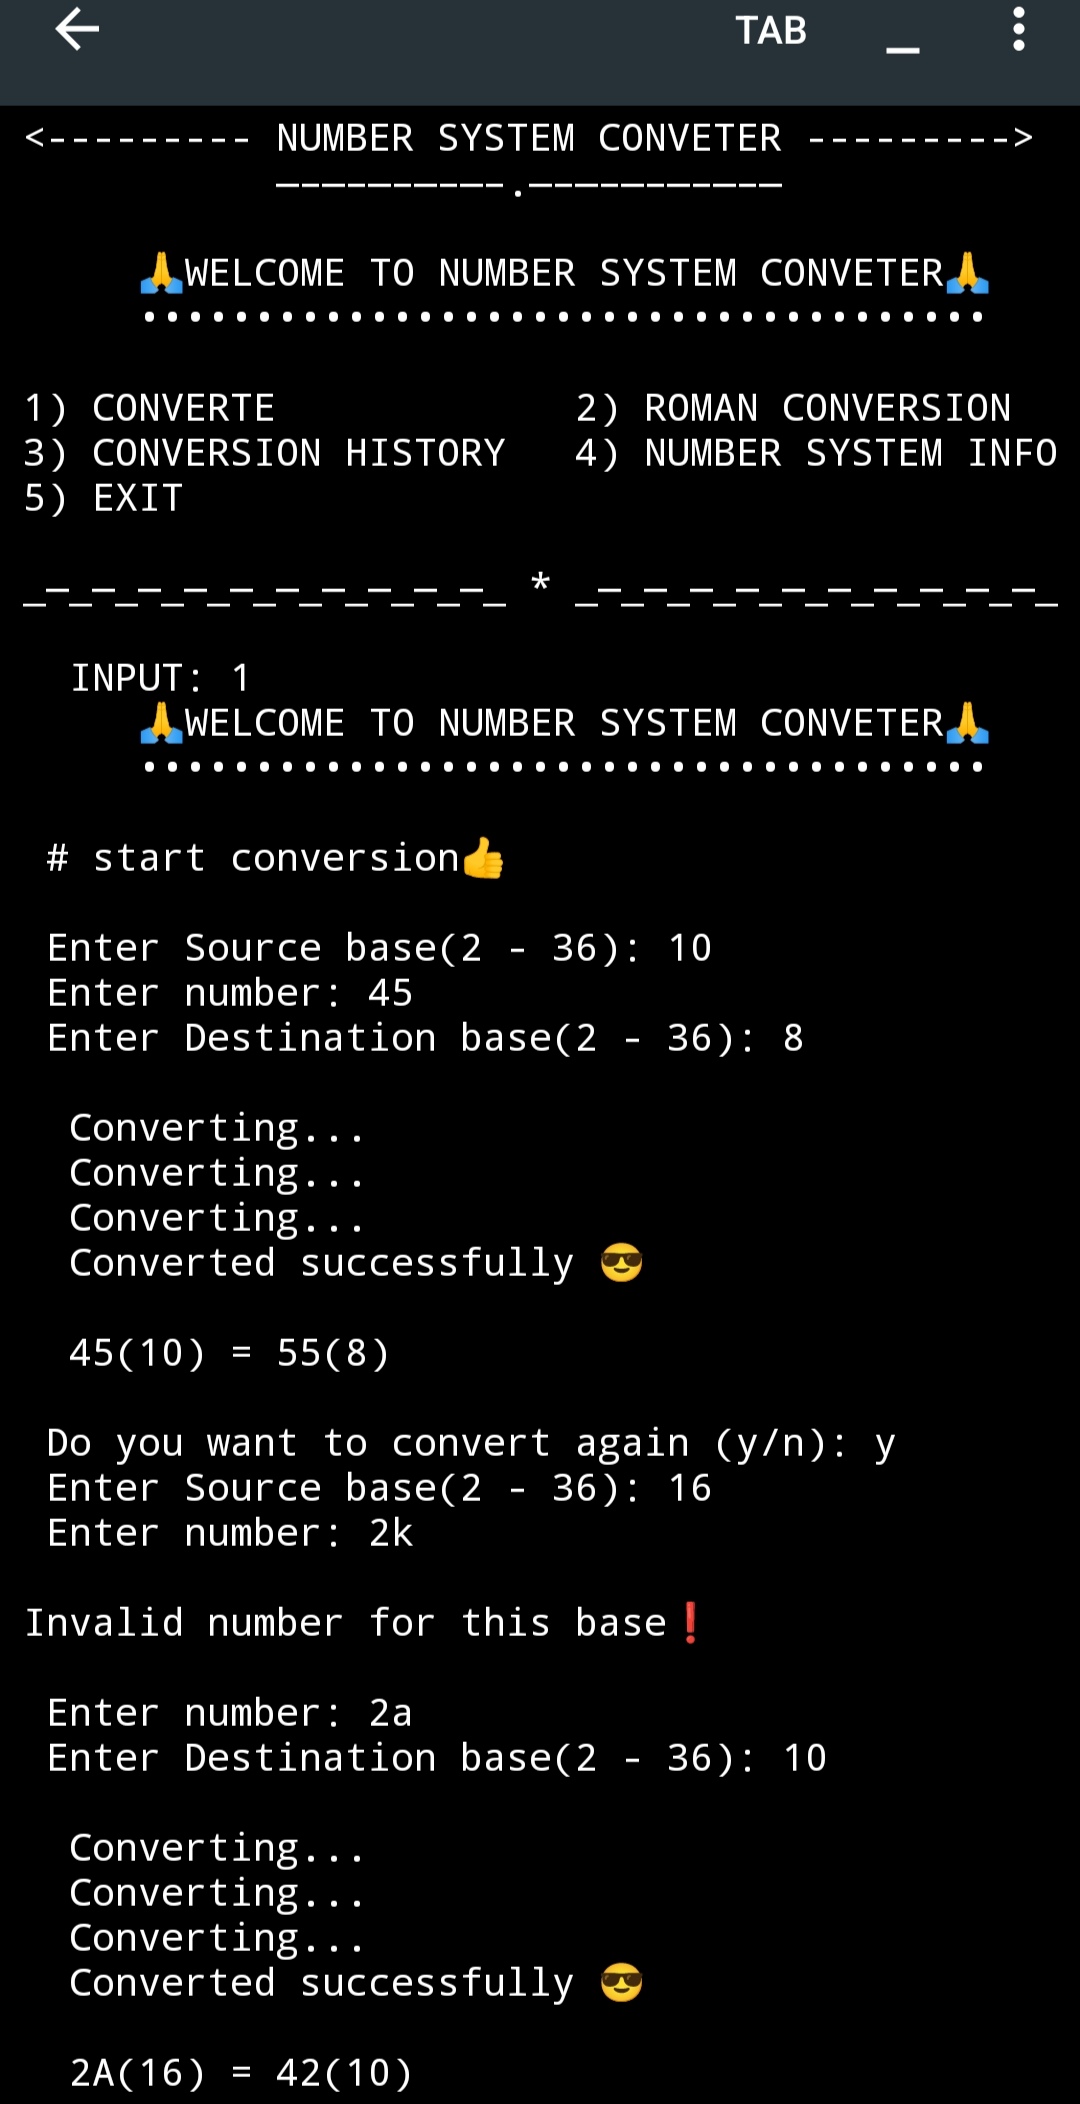 TAB
<--------- NUMBER SYSTEM CONVETER --------->
——————————.———————————
🙏WELCOME TO NUMBER SYSTEM CONVETER🙏
•••••••••••••••••••••••••••••••••••••
1) CONVERTE 2) ROMAN CONVERSION
3) CONVERSION HISTORY 4) NUMBER SYSTEM INFO
5) EXIT
_-_-_-_-_-_-_-_-_-_-_ * _-_-_-_-_-_-_-_-_-_-_
INPUT: 1
🙏WELCOME TO NUMBER SYSTEM CONVETER🙏
•••••••••••••••••••••••••••••••••••••
# start conversion👍
Enter Source base(2 - 36): 10
Enter number: 45
Enter Destination base(2 - 36): 8
Converting...
Converting...
Converting...
Converted successfully 😎
45(10) = 55(8)
Do you want to convert again (y/n): y
Enter Source base(2 - 36): 16
Enter number: 2k
Invalid number for this base❗
Enter number: 2a
Enter Destination base(2 - 36): 10
Converting...
Converting...
Converting...
Converted successfully 😎
2A(16) = 42(10)